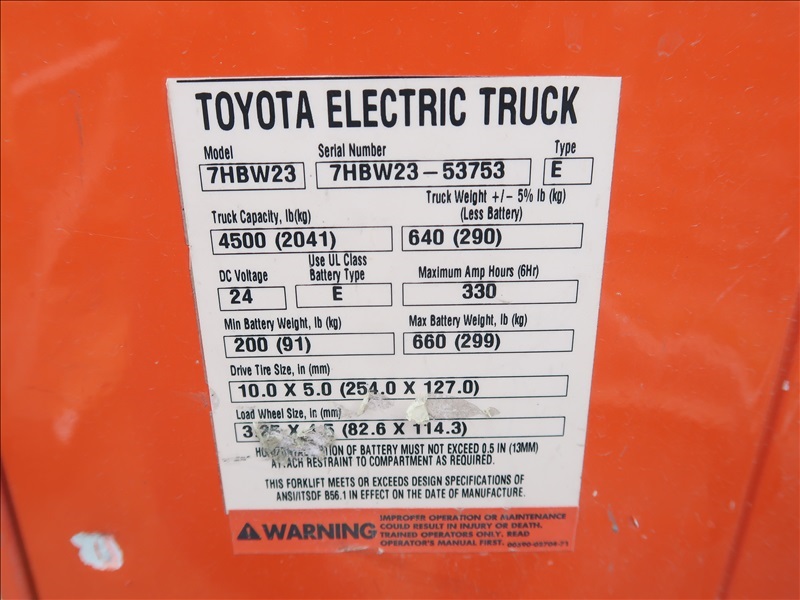 TOYOTA ELECTRIC TRUCK
Model Serial Number Type
7HBW23 7HBW23-53753 E
Truck Weight +/- 5% lb (kg)
Truck Capacity, lb(kg) (Less Battery)
4500 (2041) 640 (290)
Use UL Class
DC Voltage Battery Type Maximum Amp Hours (6Hr)
24 E 330
Min Battery Weight, lb (kg) Max Battery Weight, lb (kg)
200 (91) 660 (299)
Drive Tire Size, In (mm)
10.0 X 5.0 (254.0 X 127.0)
Load Wheel Size, In (mm)
3.25 X 4.5 (82.6 X 114.3)
OF BATTERY MUST NOT EXCEED 0.5 IN (13MM)
ATTACH RESTRAINT TO COMPARTMENT AS REQUIRED.
THIS FORKLIFT MEETS OR EXCEEDS DESIGN SPECIFICATIONS OF
ANSI/ITSDF B56.1 IN EFFECT ON THE DATE OF MANUFACTURE.
WARNING
IMPROPER OPERATION OR MAINTENANCE
COULD RESULT IN INJURY OR DEATH.
TRAINED OPERATORS ONLY. READ
OPERATOR'S MANUAL FIRST.